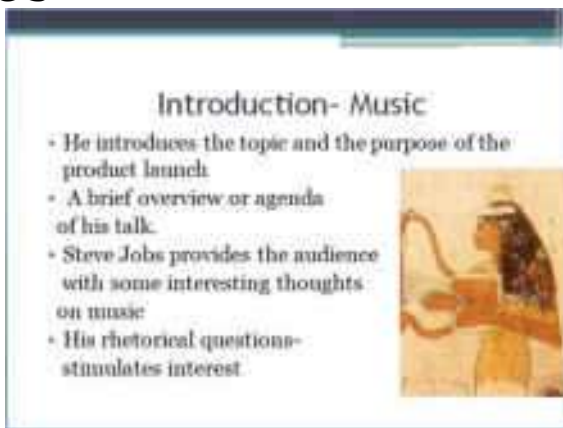 Introduction- Music
• He introduces the topic and the purpose of the
product launch
• A brief overview or agenda
of his talk.
• Steve Jobs provides the audience
with some interesting thoughts
on music
• His rhetorical questions-
stimulates interest